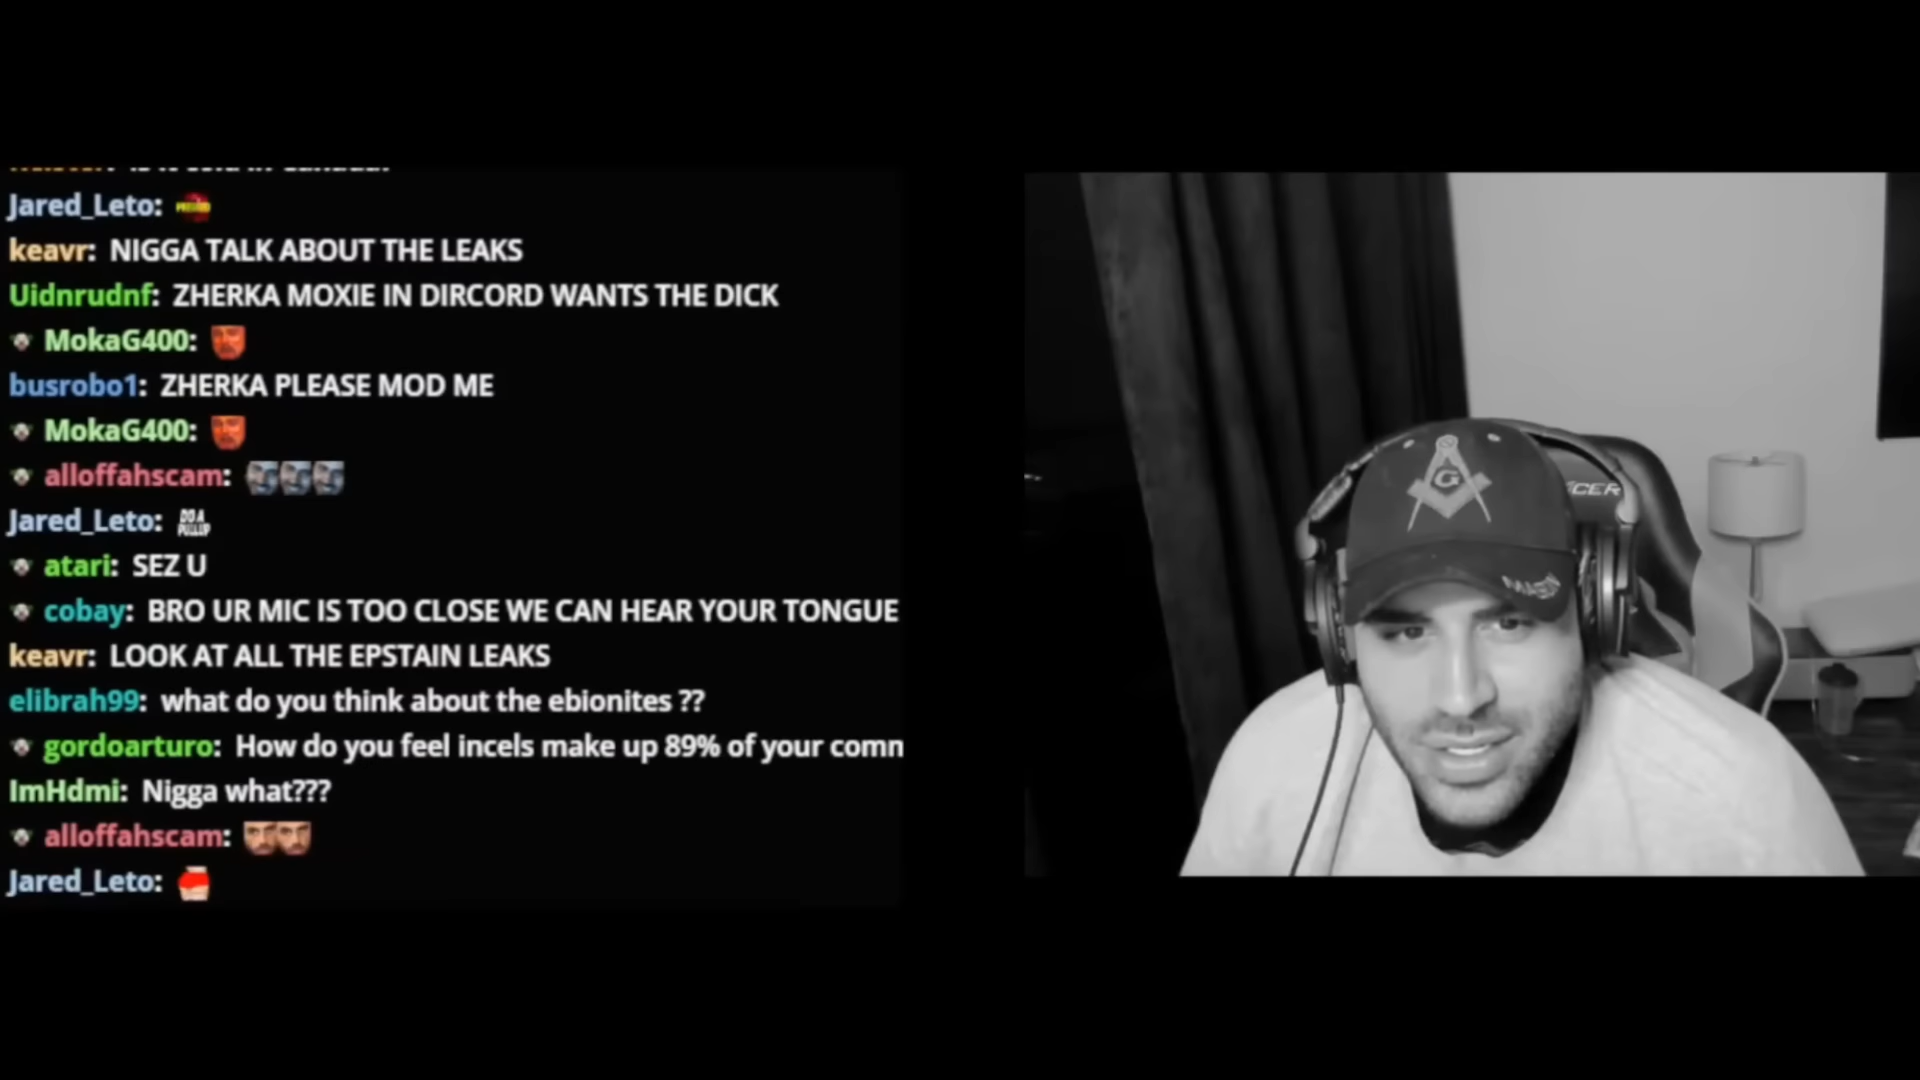 Jared_Leto:
keavr: NIGGA TALK ABOUT THE LEAKS
Uidnrudnf: ZHERKA MOXIE IN DIRCORD WANTS THE DICK
MokaG400:
busrobo1: ZHERKA PLEASE MOD ME
MokaG400:
alloffahscam:
Jared_Leto: DO A PULLUP
atari: SEZ U
cobay: BRO UR MIC IS TOO CLOSE WE CAN HEAR YOUR TONGUE
keavr: LOOK AT ALL THE EPSTAIN LEAKS
elibrah99: what do you think about the ebionites ??
gordoarturo: How do you feel incels make up 89% of your comm
ImHdmi: Nigga what???
alloffahscam:
Jared_Leto:
G
CER